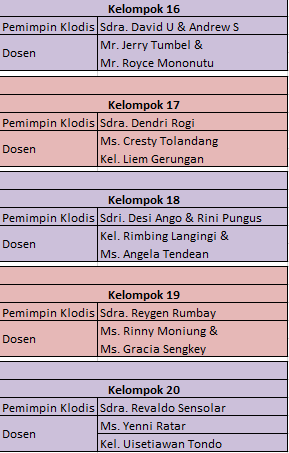 Kelompok 16
Pemimpin Klodis Sdra. David U & Andrew S
Dosen Mr. Jerry Tumbel &
Mr. Royce Mononutu
Kelompok 17
Pemimpin Klodis Sdra. Dendri Rogi
Dosen Ms. Cresty Tolandang
Kel. Liem Gerungan
Kelompok 18
Pemimpin Klodis Sdri. Desi Ango & Rini Pungus
Dosen Kel. Rimbing Langingi &
Ms. Angela Tendean
Kelompok 19
Pemimpin Klodis Sdra. Reygen Rumbay
Dosen Ms. Rinny Moniung &
Ms. Gracia Sengkey
Kelompok 20
Pemimpin Klodis Sdra. Revaldo Sensolar
Dosen Ms. Yenni Ratar
Kel. Uisetiawan Tondo